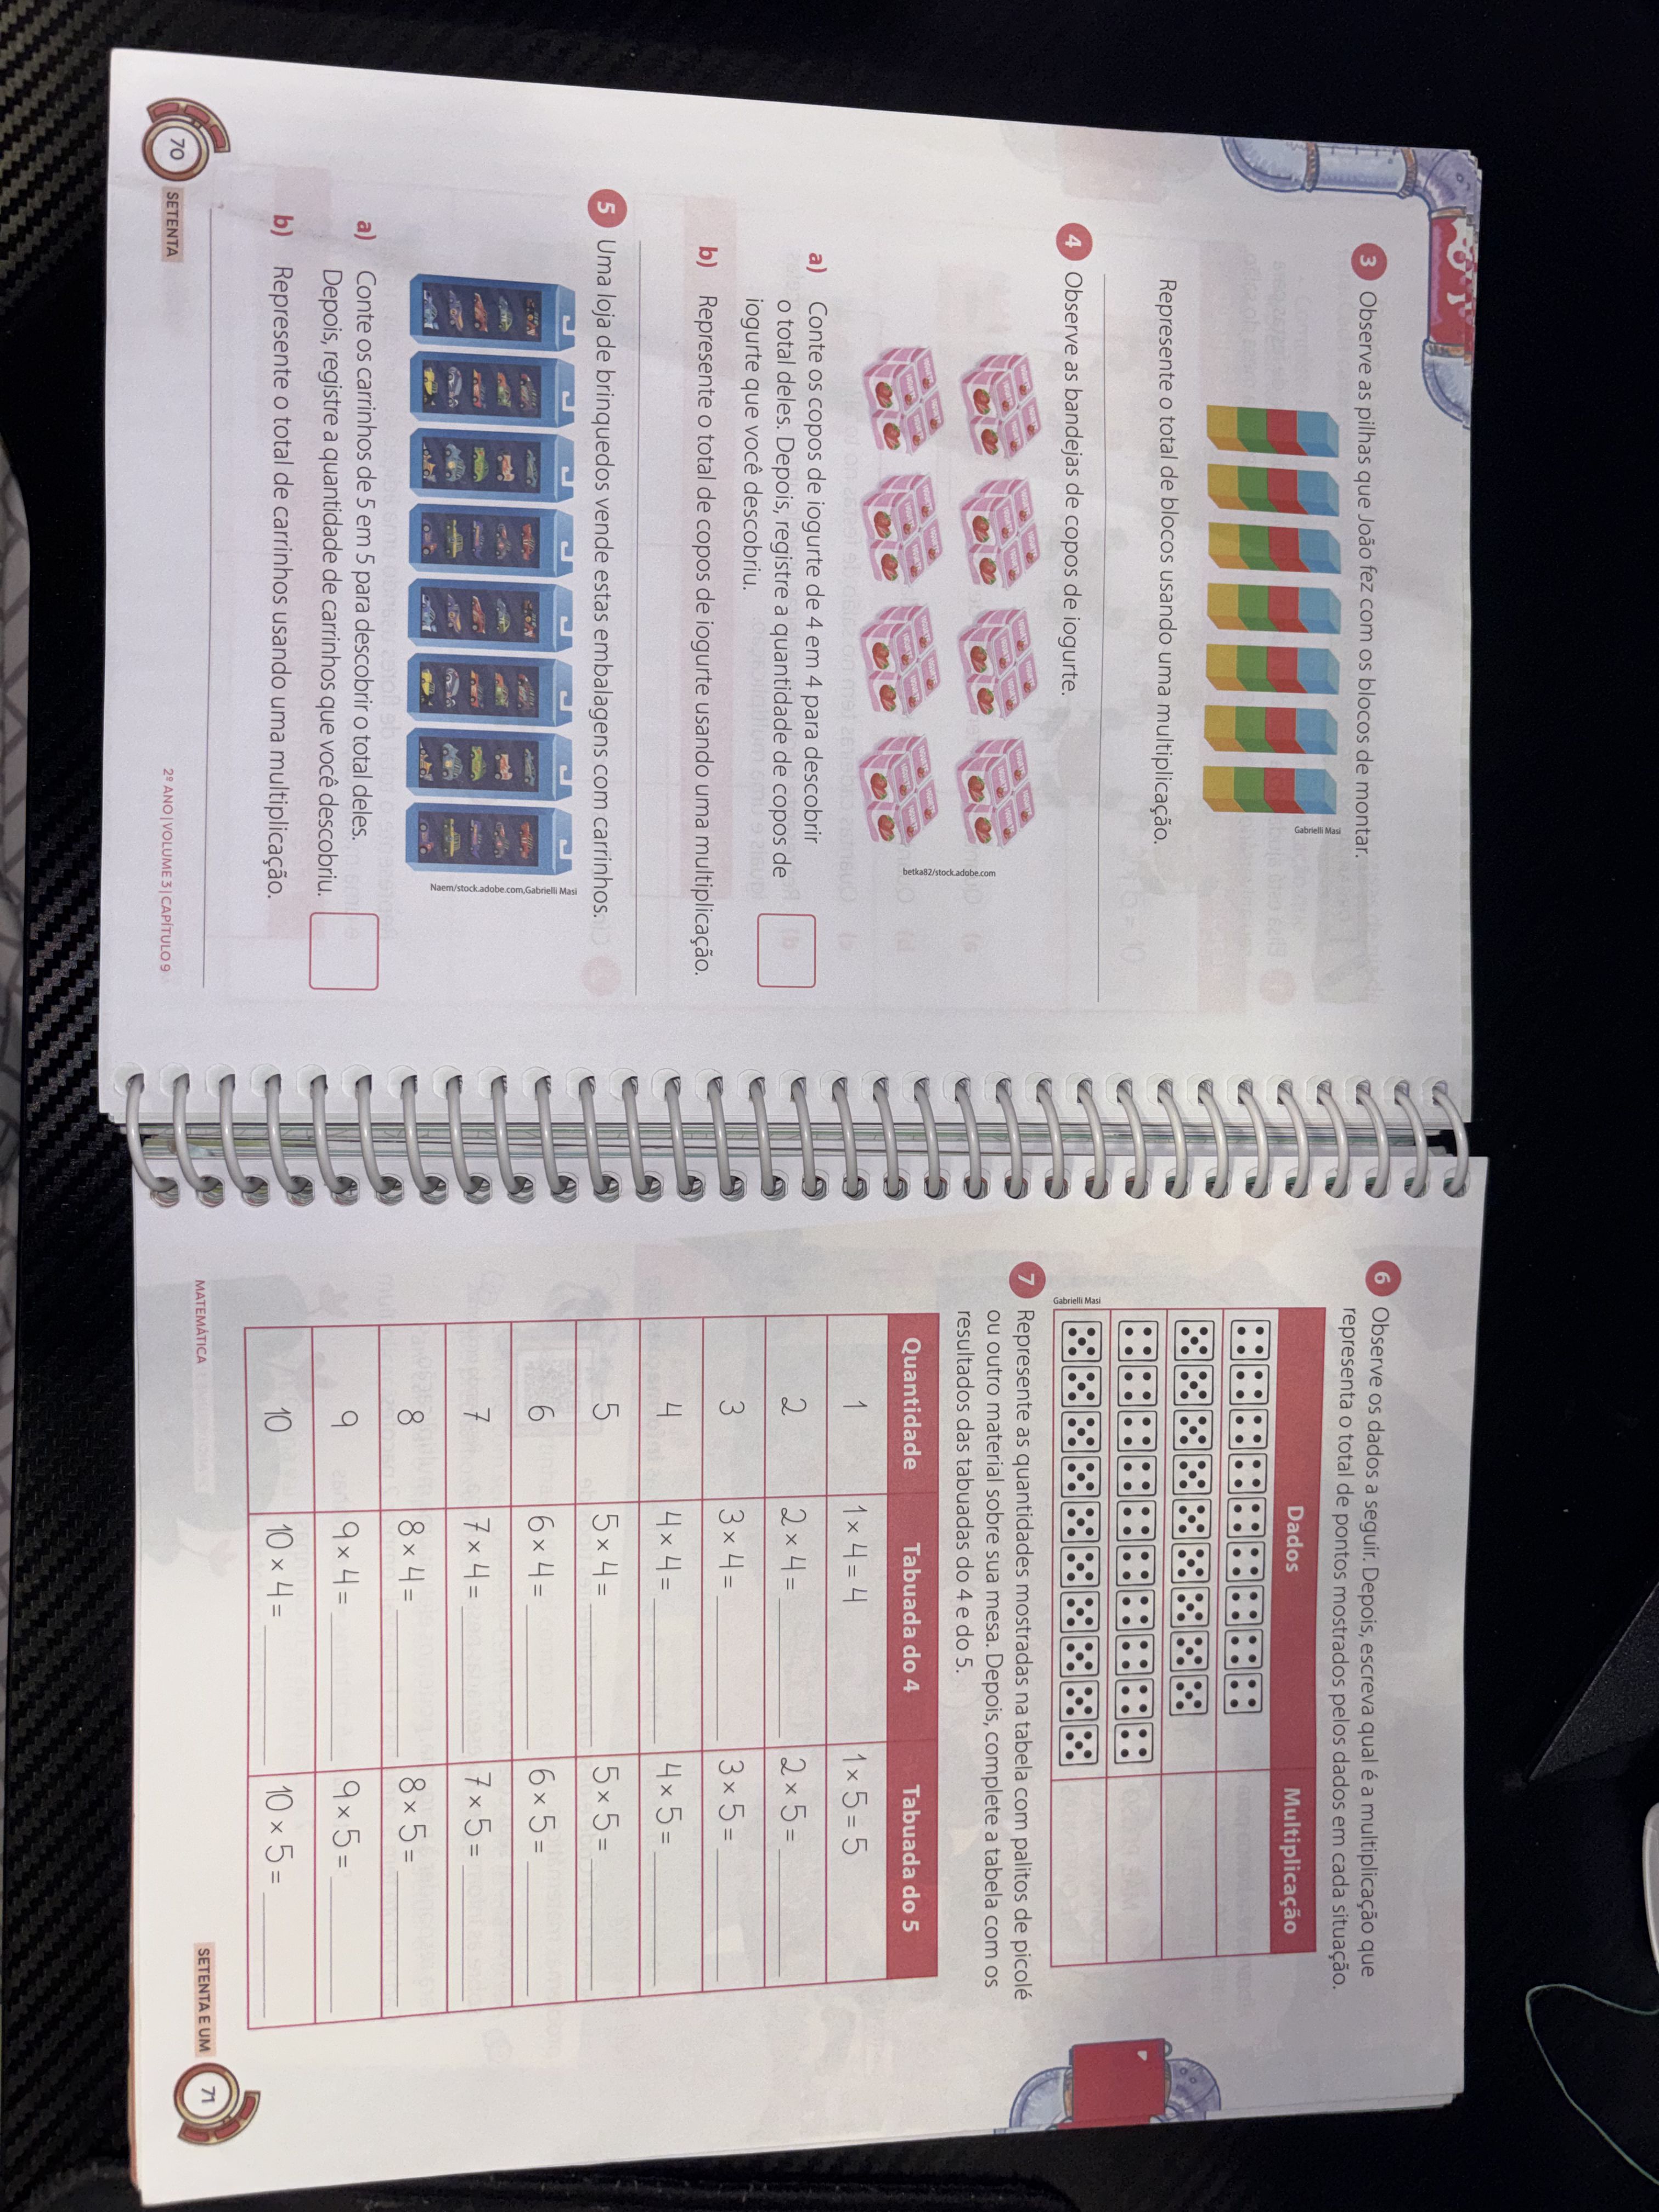 3 Observe as pilhas que João fez com os blocos de montar.
Gabrielli Masi
Represente o total de blocos usando uma multiplicação.
4 Observe as bandejas de copos de iogurte.
betka82/stock.adobe.com
a) Conte os copos de iogurte de 4 em 4 para descobrir
o total deles. Depois, registre a quantidade de copos de
iogurte que você descobriu.
b) Represente o total de copos de iogurte usando uma multiplicação.
5 Uma loja de brinquedos vende estas embalagens com carrinhos.
Naem/stock.adobe.com,Gabrielli Masi
a) Conte os carrinhos de 5 em 5 para descobrir o total deles.
Depois, registre a quantidade de carrinhos que você descobriu.
b) Represente o total de carrinhos usando uma multiplicação.
70 SETENTA
2º ANO | VOLUME 3 | CAPÍTULO 9
6 Observe os dados a seguir. Depois, escreva qual é a multiplicação que
representa o total de pontos mostrados pelos dados em cada situação.
Dados Multiplicação
Gabrielli Masi
7 Represente as quantidades mostradas na tabela com palitos de picolé
ou outro material sobre sua mesa. Depois, complete a tabela com os
resultados das tabuadas do 4 e do 5.
Quantidade Tabuada do 4 Tabuada do 5
1 1 × 4 = 4 1 × 5 = 5
2 2 × 4 = 2 × 5 =
3 3 × 4 = 3 × 5 =
4 4 × 4 = 4 × 5 =
5 5 × 4 = 5 × 5 =
6 6 × 4 = 6 × 5 =
7 7 × 4 = 7 × 5 =
8 8 × 4 = 8 × 5 =
9 9 × 4 = 9 × 5 =
10 10 × 4 = 10 × 5 =
MATEMÁTICA
SETENTA E UM 71